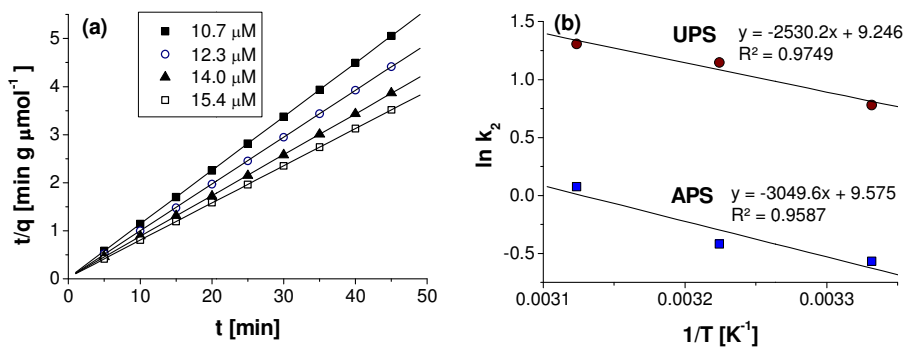 (a)
10.7 μM
12.3 μM
14.0 μM
15.4 μM
t/q [min g μmol⁻¹]
5
4
3
2
1
0
0 10 20 30 40 50
t [min]
(b)
UPS y = -2530.2x + 9.246
R² = 0.9749
APS y = -3049.6x + 9.575
R² = 0.9587
ln k₂
1.5
1.0
0.5
0.0
-0.5
0.0031 0.0032 0.0033
1/T [K⁻¹]